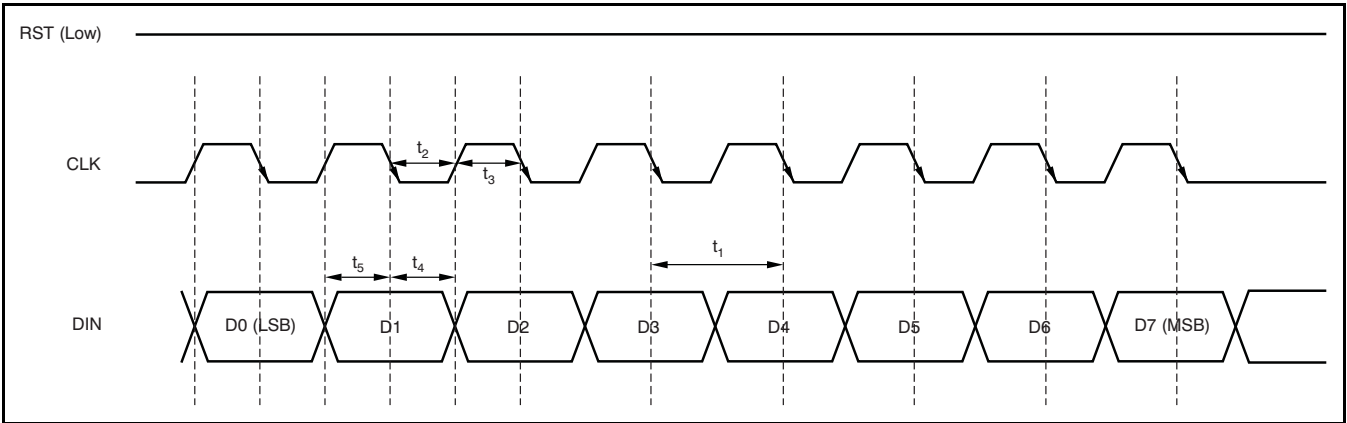 RST (Low)
CLK
t2
t3
t1
t5
t4
DIN
D0 (LSB)
D1
D2
D3
D4
D5
D6
D7 (MSB)